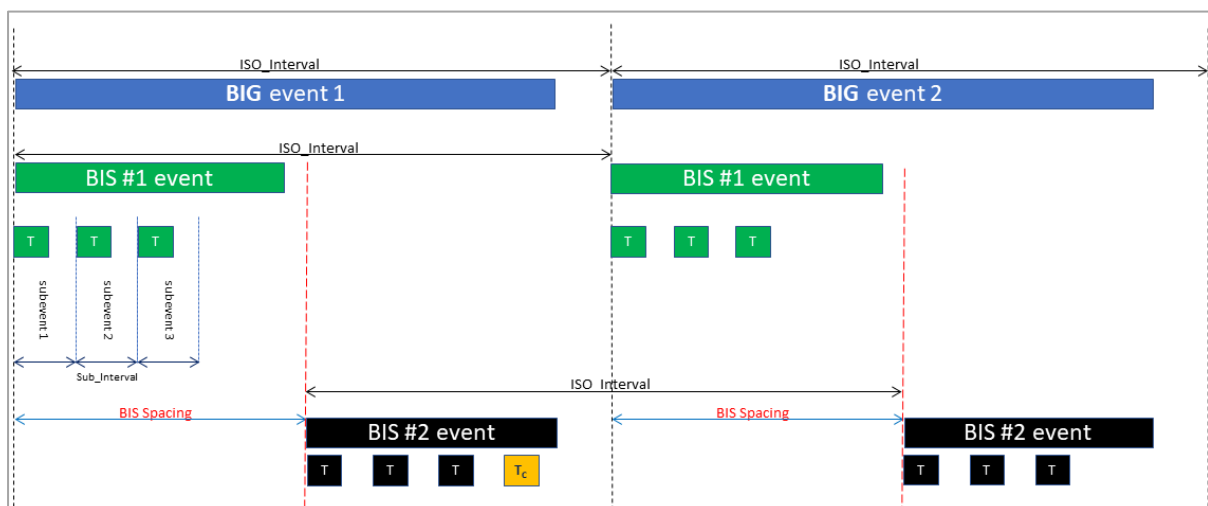 ISO_Interval
ISO_Interval
BIG event 1
BIG event 2
ISO_Interval
BIS #1 event
BIS #1 event
T
T
T
T
T
T
subevent 1
subevent 2
subevent 3
Sub_Interval
ISO_Interval
BIS Spacing
BIS Spacing
BIS #2 event
BIS #2 event
T
T
T
Tc
T
T
T